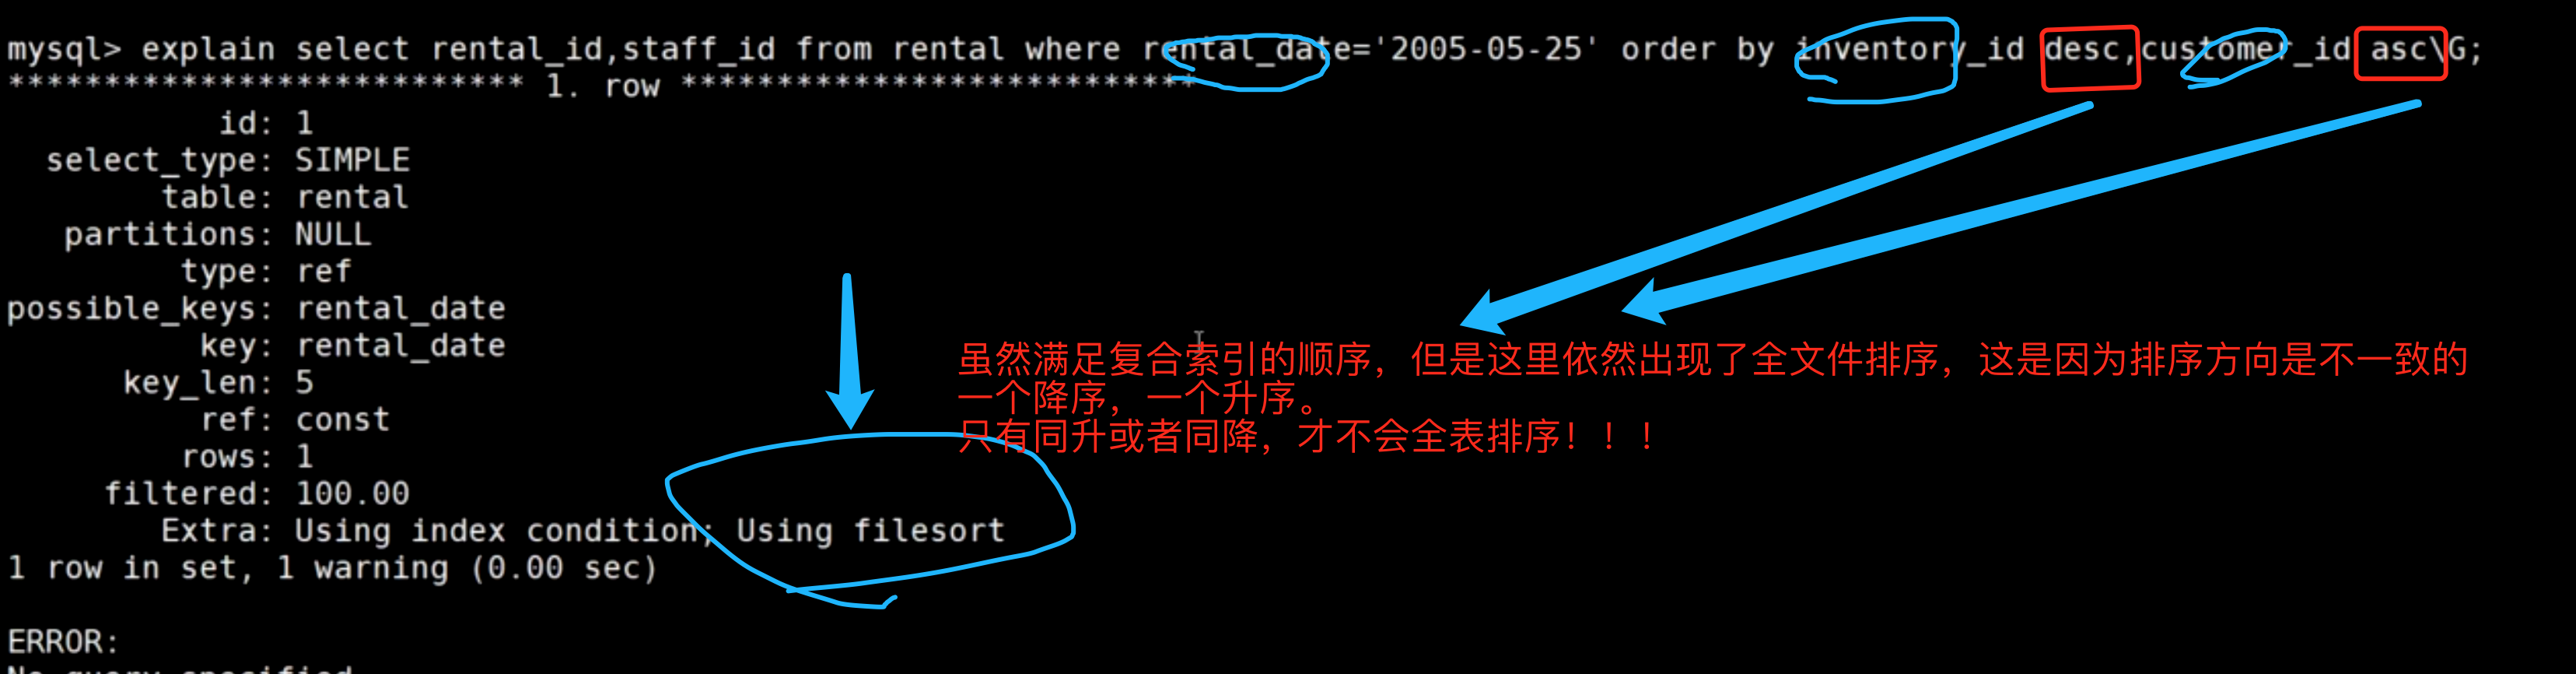 mysql> explain select rental_id,staff_id from rental where rental_date='2005-05-25' order by inventory_id desc,customer_id asc\G;
*************************** 1. row ***************************
id: 1
select_type: SIMPLE
table: rental
partitions: NULL
type: ref
possible_keys: rental_date
key: rental_date
key_len: 5
ref: const
rows: 1
filtered: 100.00
Extra: Using index condition; Using filesort
1 row in set, 1 warning (0.00 sec)
虽然满足复合索引的顺序，但是这里依然出现了全文件排序，这是因为排序方向是不一致的
一个降序，一个升序。
只有同升或者同降，才不会全表排序！！！
ERROR:
No query specified